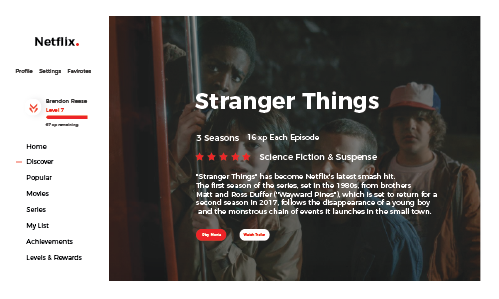 Netflix.
Profile Settings Favirotes
Brandon Reese
Level 7
67 xp remaining
Home
Discover
Popular
Movies
Series
My List
Achievements
Levels & Rewards
Stranger Things
3 Seasons 16 xp Each Episode
Science Fiction & Suspense
"Stranger Things" has become Netflix's latest smash hit.
The first season of the series, set in the 1980s, from brothers
Matt and Ross Duffer ("Wayward Pines"), which is set to return for a
second season in 2017, follows the disappearance of a young boy
and the monstrous chain of events it launches in the small town.
Play Movie Watch Trailer